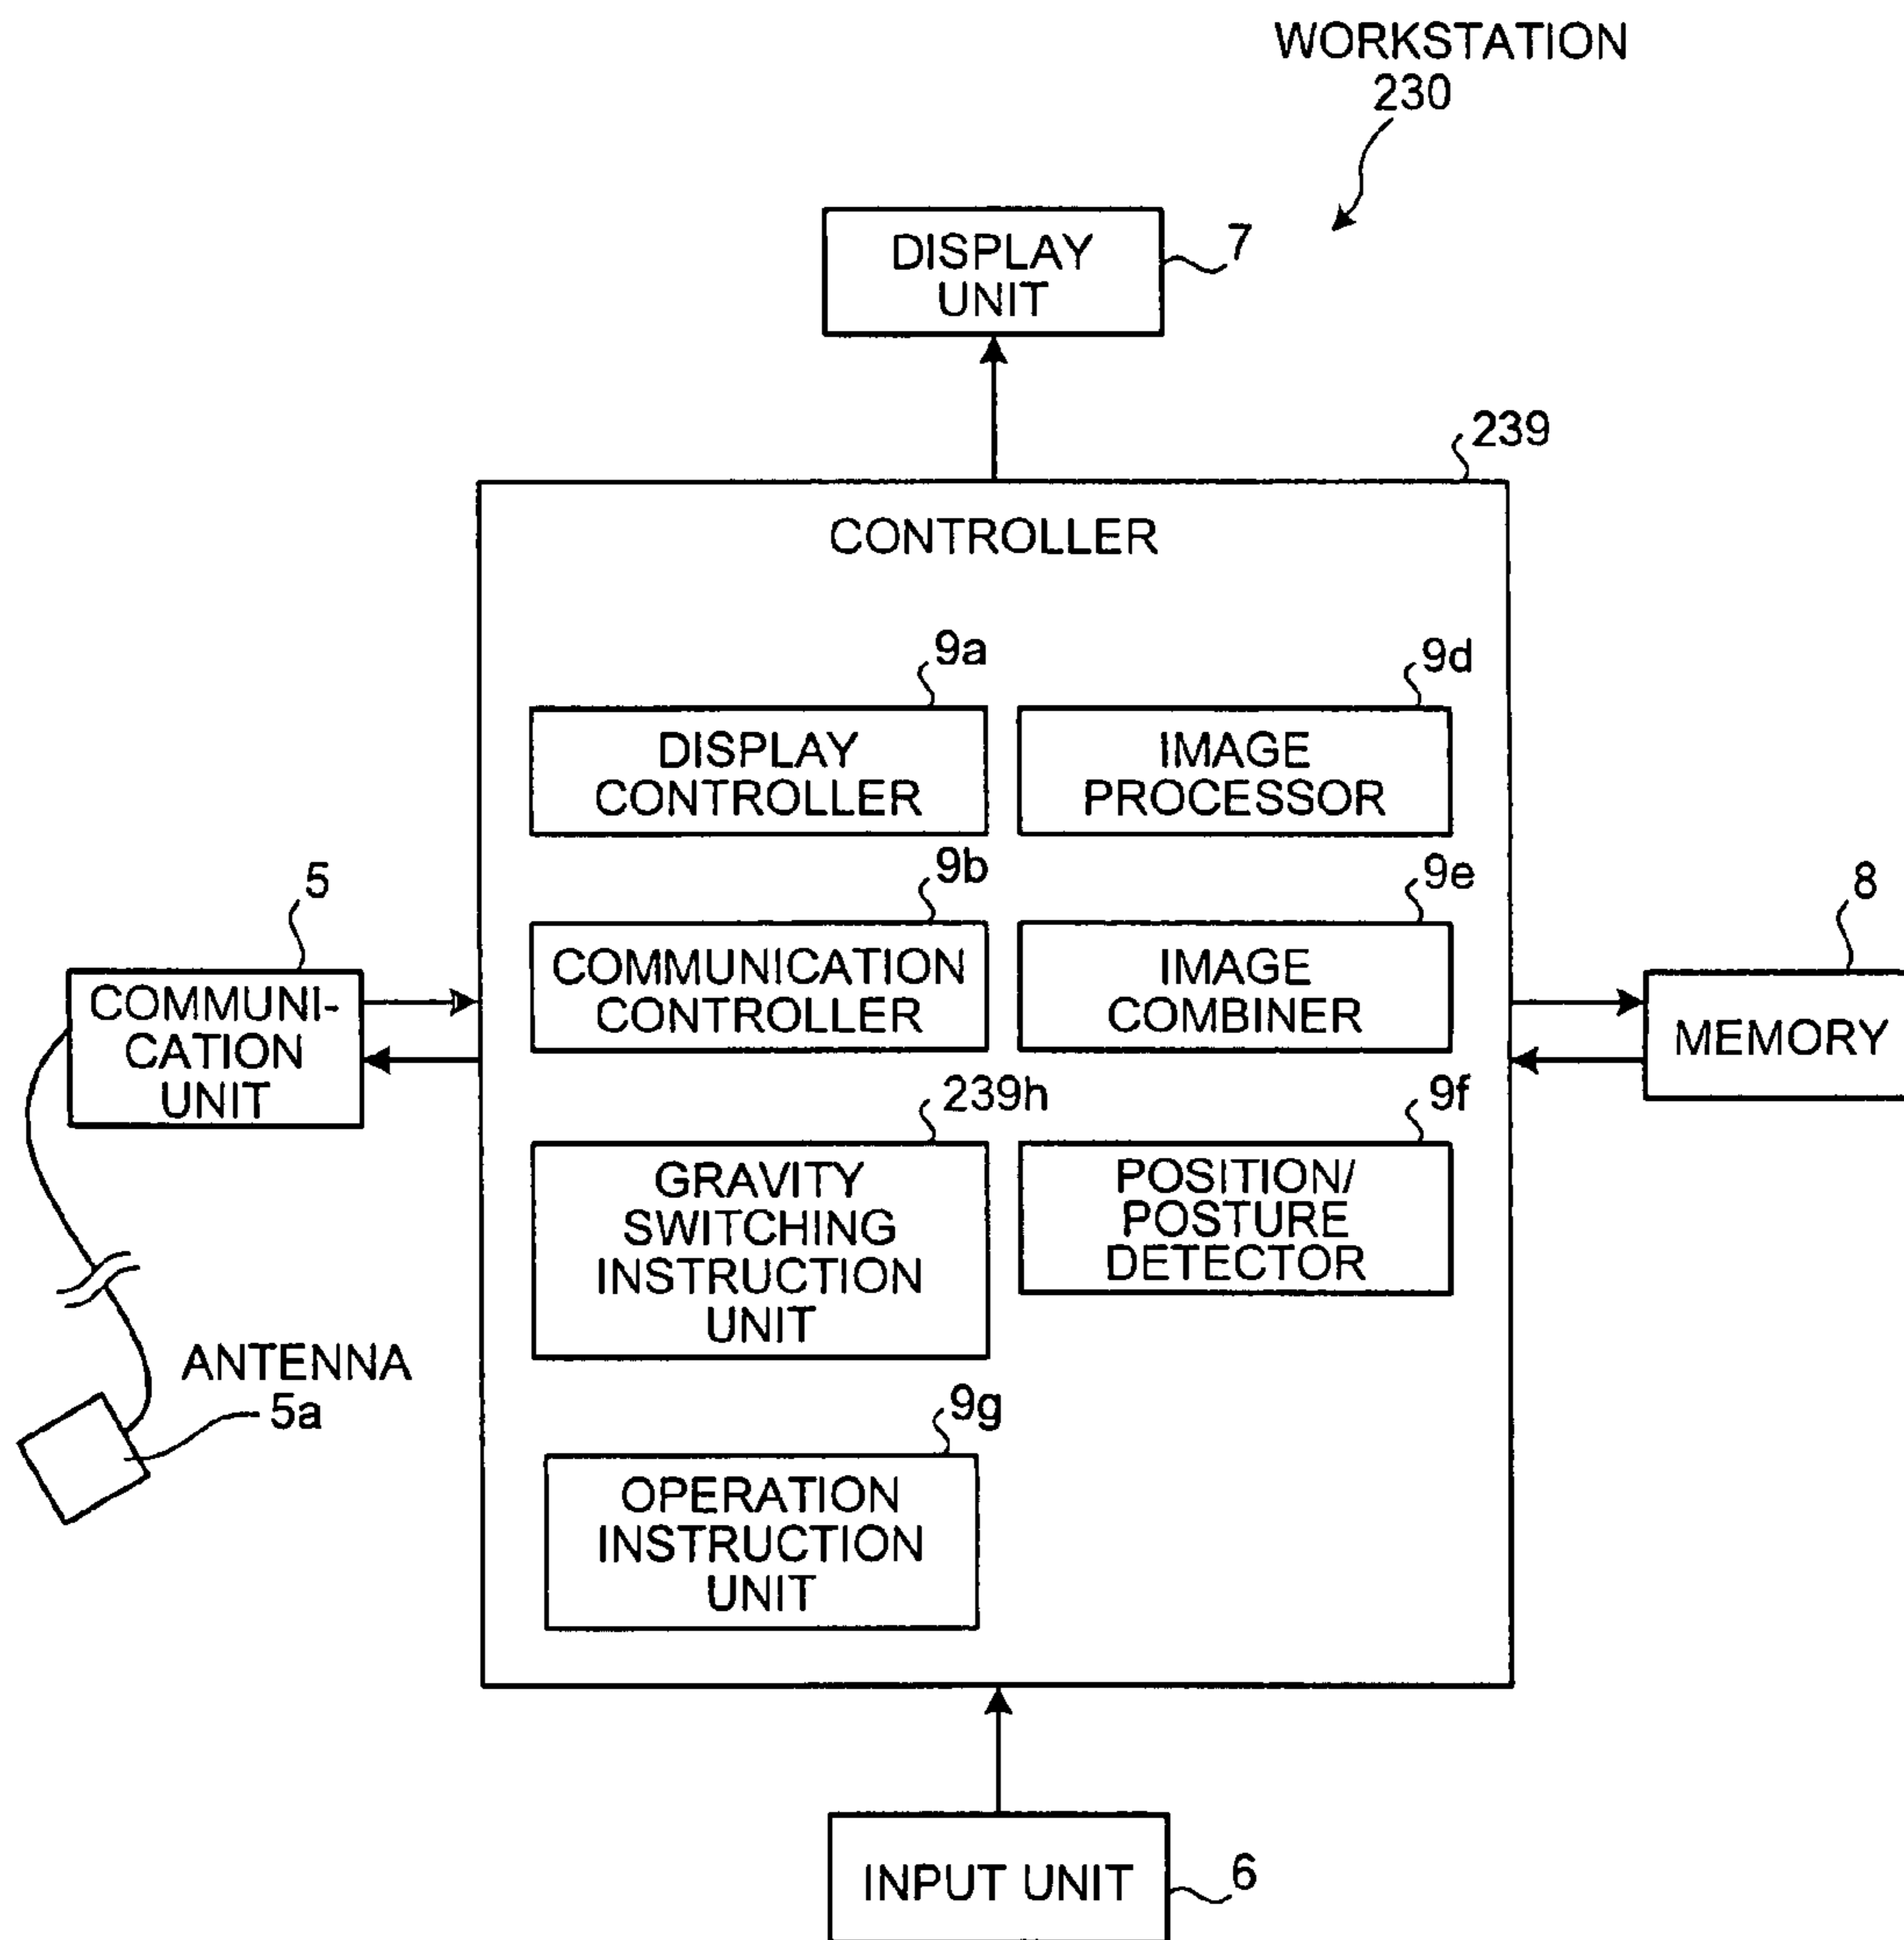 WORKSTATION
230
DISPLAY
UNIT
7
239
CONTROLLER
9a
DISPLAY
CONTROLLER
9d
IMAGE
PROCESSOR
9b
COMMUNICATION
CONTROLLER
9e
IMAGE
COMBINER
5
COMMUNI-
CATION
UNIT
8
MEMORY
239h
GRAVITY
SWITCHING
INSTRUCTION
UNIT
9f
POSITION/
POSTURE
DETECTOR
ANTENNA
5a
9g
OPERATION
INSTRUCTION
UNIT
INPUT UNIT
6